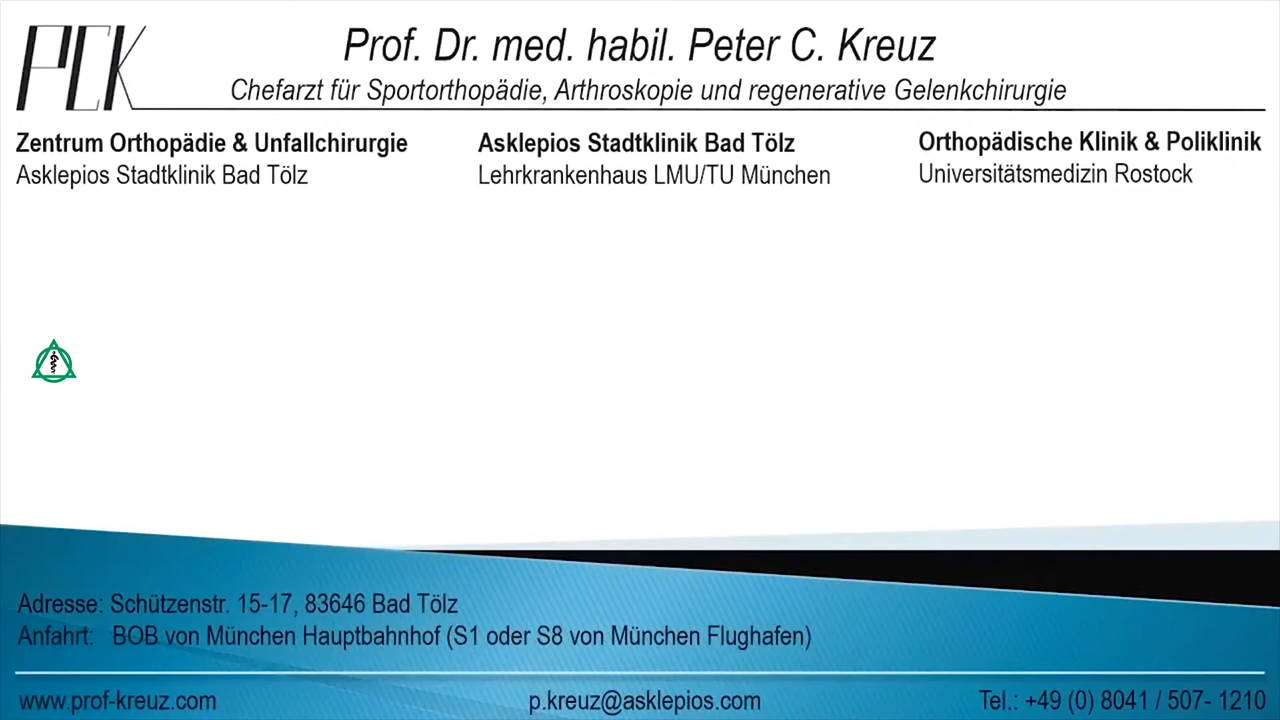 PCK
Prof. Dr. med. habil. Peter C. Kreuz
Chefarzt für Sportorthopädie, Arthroskopie und regenerative Gelenkchirurgie
Zentrum Orthopädie & Unfallchirurgie
Asklepios Stadtklinik Bad Tölz
Asklepios Stadtklinik Bad Tölz
Lehrkrankenhaus LMU/TU München
Orthopädische Klinik & Poliklinik
Universitätsmedizin Rostock
Adresse: Schützenstr. 15-17, 83646 Bad Tölz
Anfahrt: BOB von München Hauptbahnhof (S1 oder S8 von München Flughafen)
www.prof-kreuz.com
p.kreuz@asklepios.com
Tel.: +49 (0) 8041 / 507- 1210